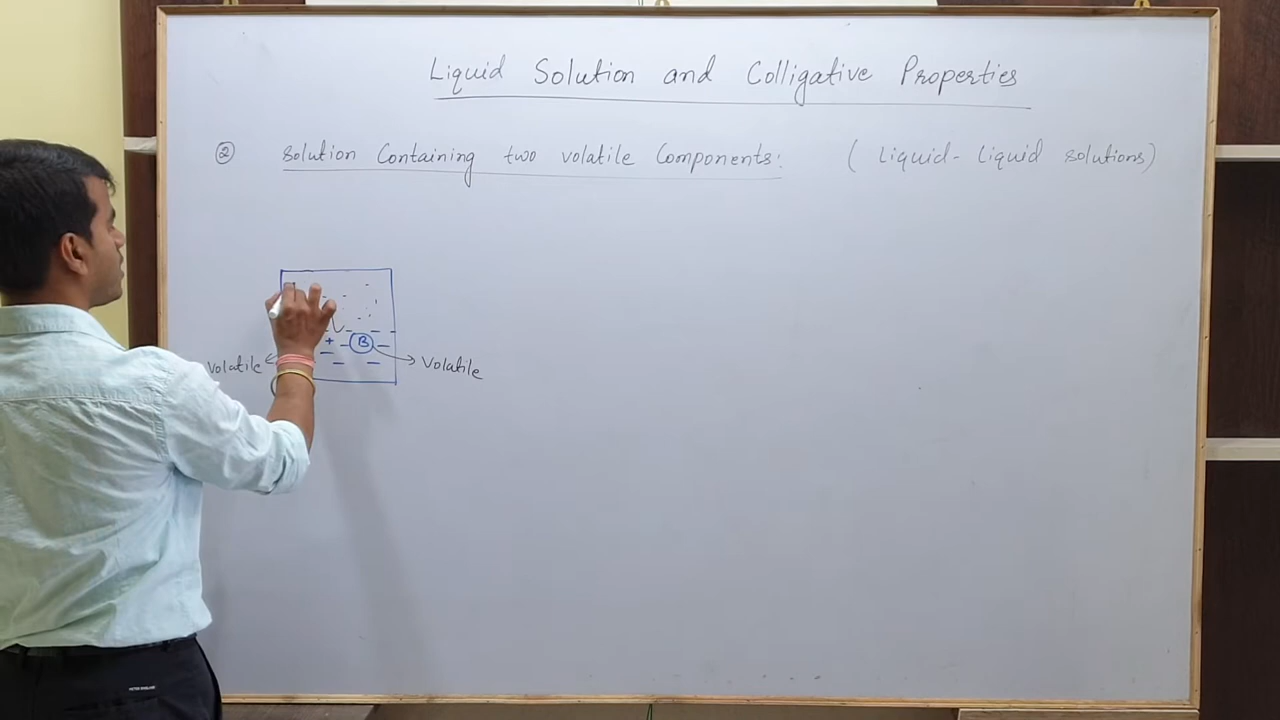 Liquid Solution and Colligative Properties
② Solution Containing two volatile Components: (Liquid-Liquid solutions)
+ B
Volatile Volatile